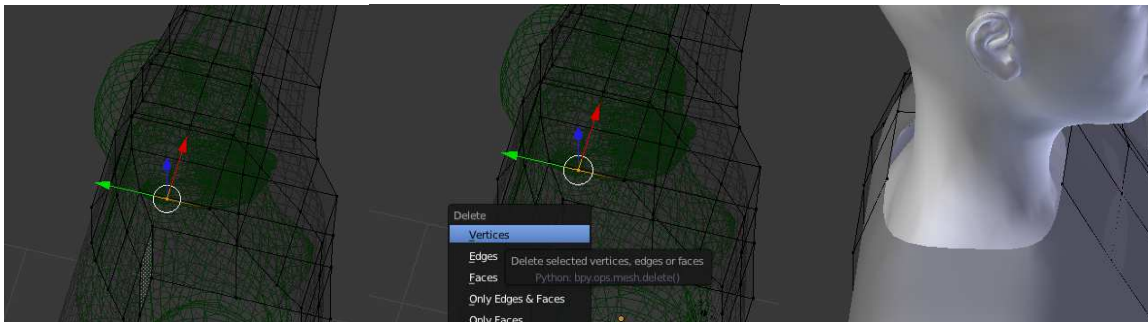 Delete
Vertices
Edges
Delete selected vertices, edges or faces
Python: bpy.ops.mesh.delete()
Faces
Only Edges & Faces
Only Faces